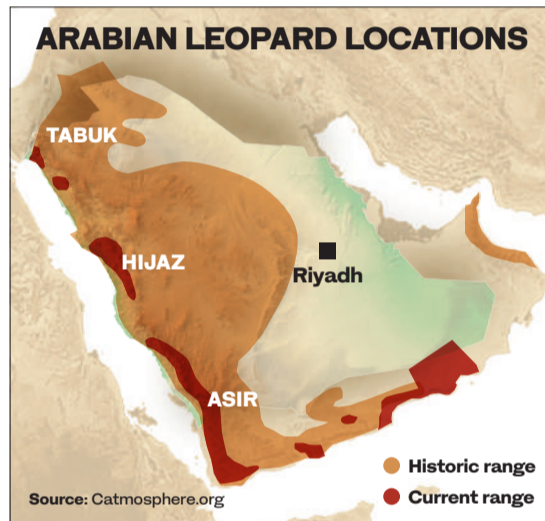 ARABIAN LEOPARD LOCATIONS
TABUK
HIJAZ
Riyadh
ASIR
Historic range
Current range
Source: Catmosphere.org